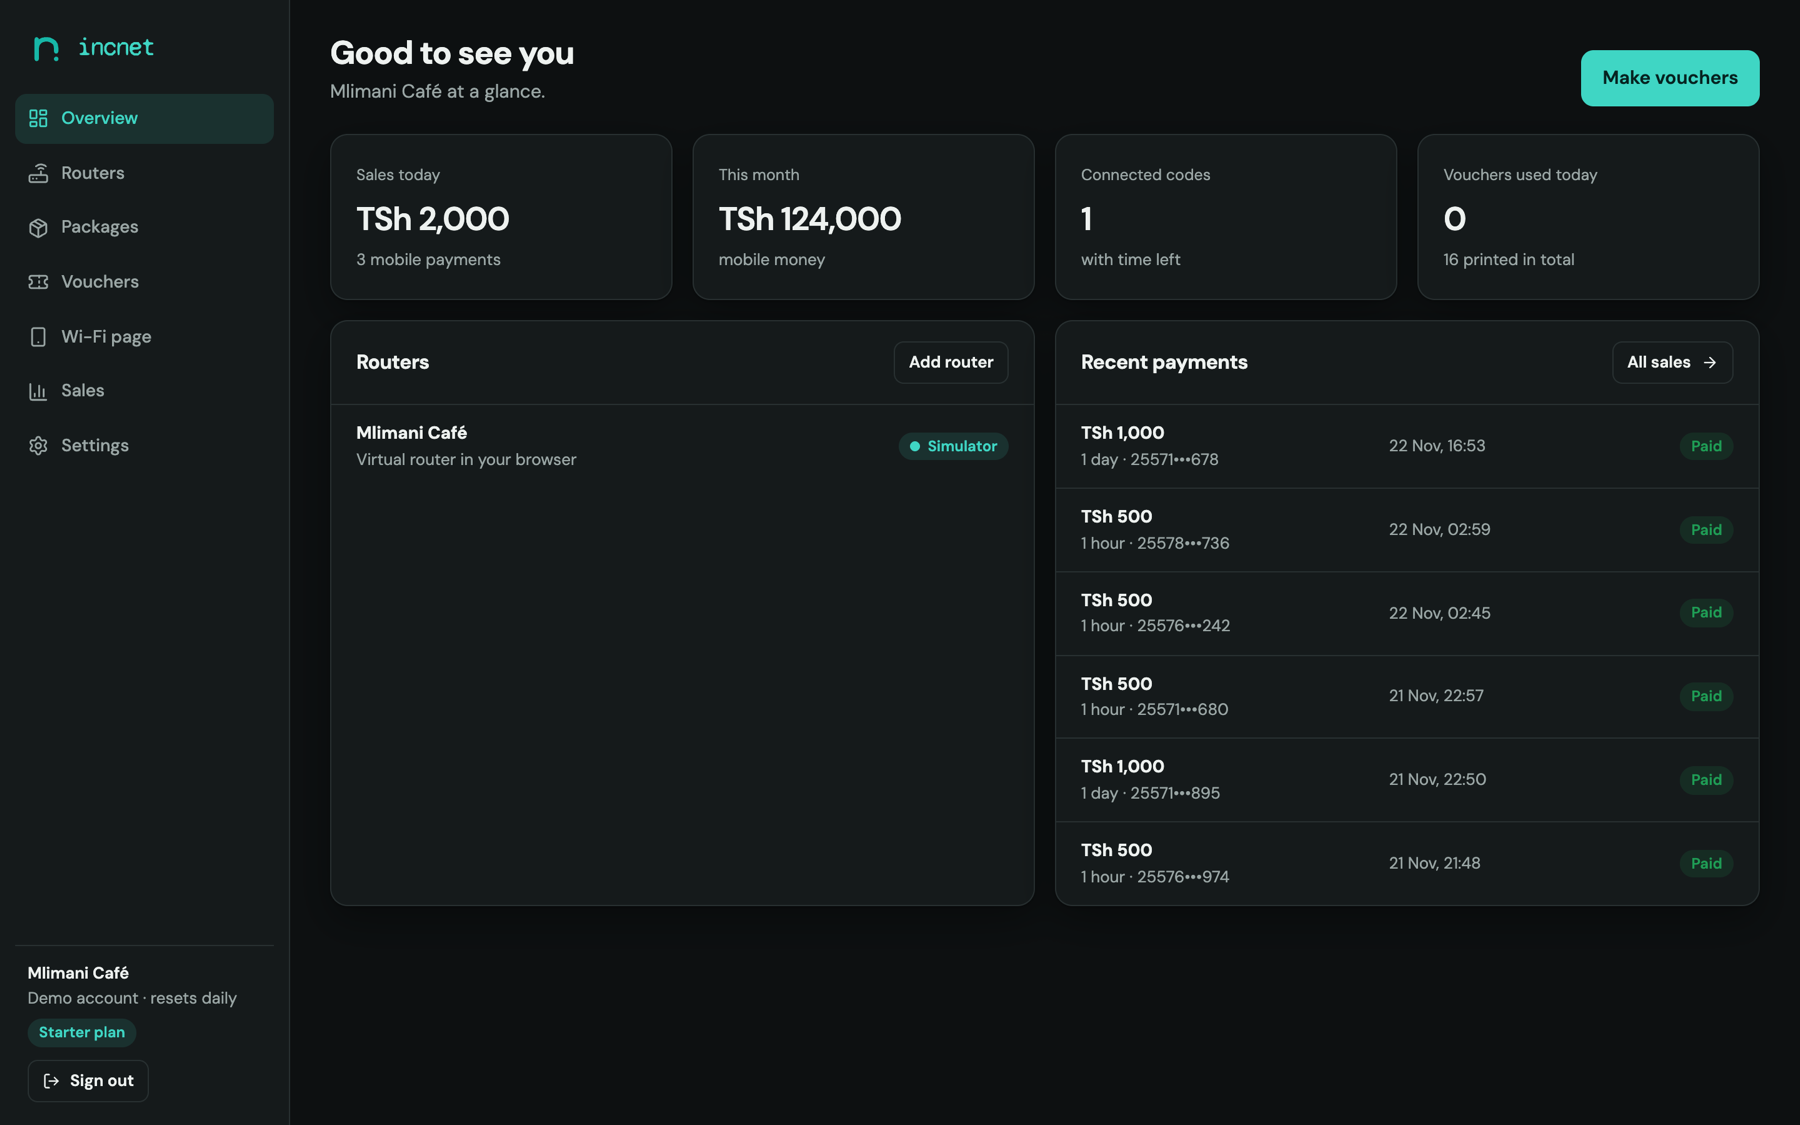 incnet
Overview
Routers
Packages
Vouchers
Wi-Fi page
Sales
Settings
Mlimani Café
Demo account · resets daily
Starter plan
Sign out
Good to see you
Mlimani Café at a glance.
Make vouchers
Sales today
TSh 2,000
3 mobile payments
This month
TSh 124,000
mobile money
Connected codes
1
with time left
Vouchers used today
0
16 printed in total
Routers
Add router
Mlimani Café
Virtual router in your browser
Simulator
Recent payments
All sales →
TSh 1,000
1 day · 25571•••678
22 Nov, 16:53
Paid
TSh 500
1 hour · 25578•••736
22 Nov, 02:59
Paid
TSh 500
1 hour · 25576•••242
22 Nov, 02:45
Paid
TSh 500
1 hour · 25571•••680
21 Nov, 22:57
Paid
TSh 1,000
1 day · 25571•••895
21 Nov, 22:50
Paid
TSh 500
1 hour · 25576•••974
21 Nov, 21:48
Paid